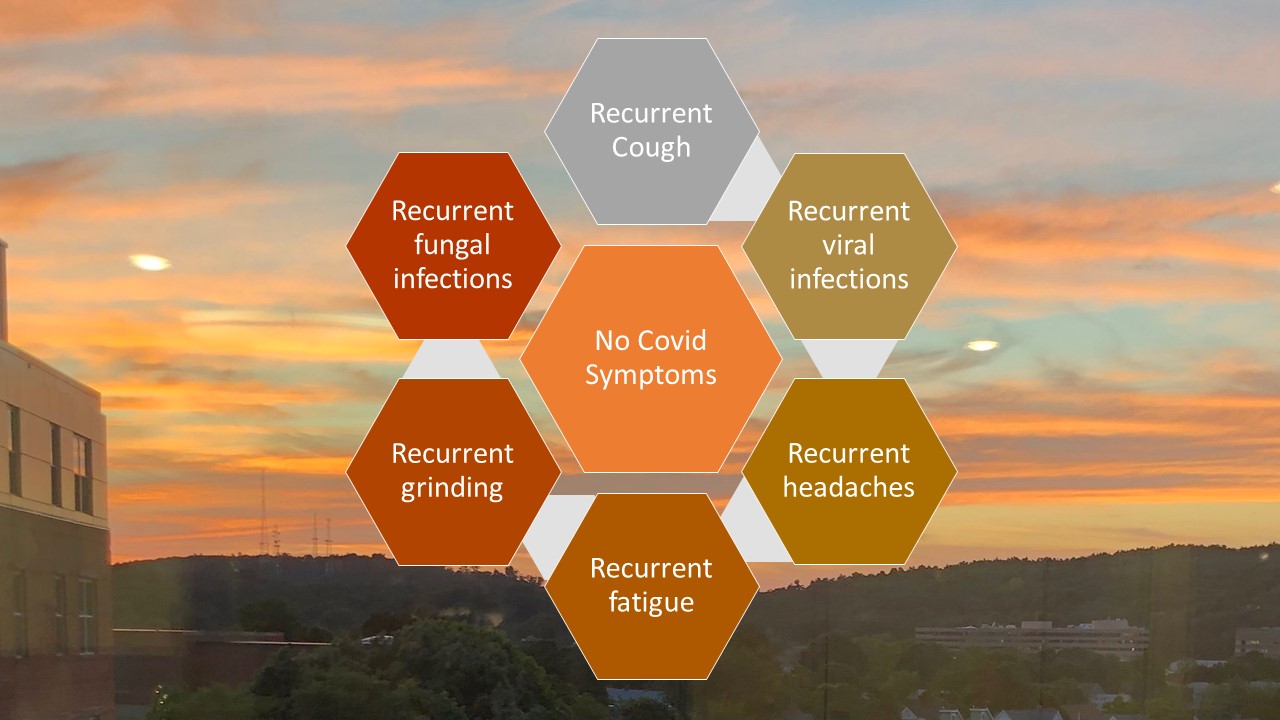 Recurrent
Cough
Recurrent
viral
infections
Recurrent
headaches
Recurrent
fatigue
Recurrent
grinding
Recurrent
fungal
infections
No Covid
Symptoms